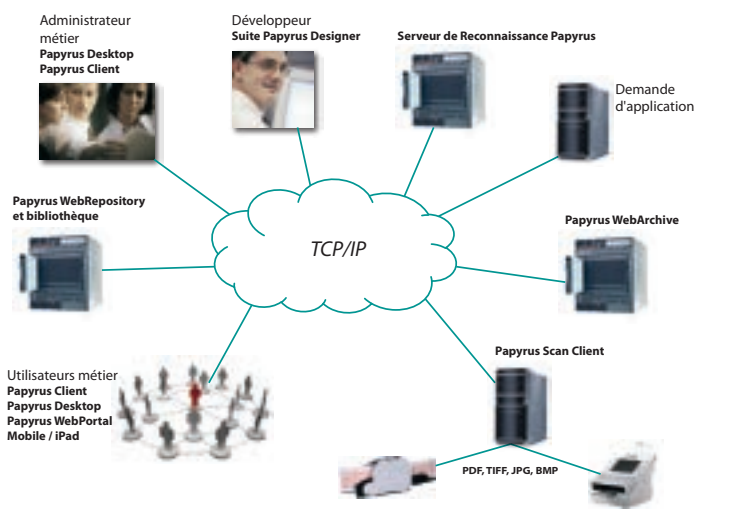 Administrateur
métier
Papyrus Desktop
Papyrus Client
Développeur
Suite Papyrus Designer
Serveur de Reconnaissance Papyrus
Demande
d'application
Papyrus WebRepository
et bibliothèque
TCP/IP
Papyrus WebArchive
Papyrus Scan Client
Utilisateurs métier
Papyrus Client
Papyrus Desktop
Papyrus WebPortal
Mobile / iPad
PDF, TIFF, JPG, BMP